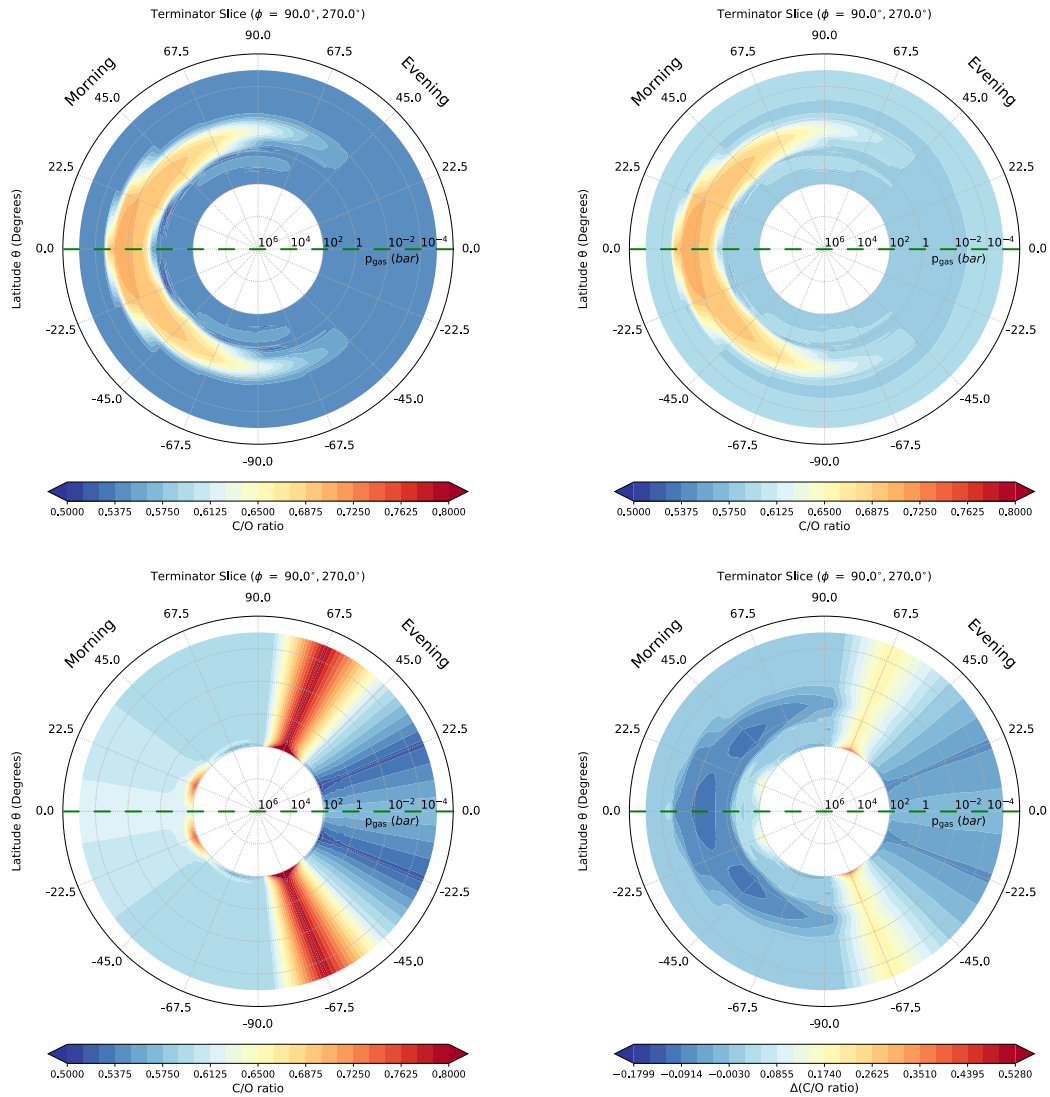 Terminator Slice (ϕ = 90.0°, 270.0°)
90.0
67.5 67.5
Morning Evening
45.0 45.0
22.5 22.5
Latitude θ (Degrees)
0.0 10⁶ 10⁴ 10² 1 10⁻² 10⁻⁴ 0.0
p_gas (bar)
-22.5 -22.5
-45.0 -45.0
-67.5 -67.5
-90.0
0.5000 0.5375 0.5750 0.6125 0.6500 0.6875 0.7250 0.7625 0.8000
C/O ratio
Terminator Slice (ϕ = 90.0°, 270.0°)
90.0
67.5 67.5
Morning Evening
45.0 45.0
22.5 22.5
Latitude θ (Degrees)
0.0 10⁶ 10⁴ 10² 1 10⁻² 10⁻⁴ 0.0
p_gas (bar)
-22.5 -22.5
-45.0 -45.0
-67.5 -67.5
-90.0
0.5000 0.5375 0.5750 0.6125 0.6500 0.6875 0.7250 0.7625 0.8000
C/O ratio
Terminator Slice (ϕ = 90.0°, 270.0°)
90.0
67.5 67.5
Morning Evening
45.0 45.0
22.5 22.5
Latitude θ (Degrees)
0.0 10⁶ 10⁴ 10² 1 10⁻² 10⁻⁴ 0.0
p_gas (bar)
-22.5 -22.5
-45.0 -45.0
-67.5 -67.5
-90.0
0.5000 0.5375 0.5750 0.6125 0.6500 0.6875 0.7250 0.7625 0.8000
C/O ratio
Terminator Slice (ϕ = 90.0°, 270.0°)
90.0
67.5 67.5
Morning Evening
45.0 45.0
22.5 22.5
Latitude θ (Degrees)
0.0 10⁶ 10⁴ 10² 1 10⁻² 10⁻⁴ 0.0
p_gas (bar)
-22.5 -22.5
-45.0 -45.0
-67.5 -67.5
-90.0
−0.1799 −0.0914 −0.0030 0.0855 0.1740 0.2625 0.3510 0.4395 0.5280
Δ(C/O ratio)